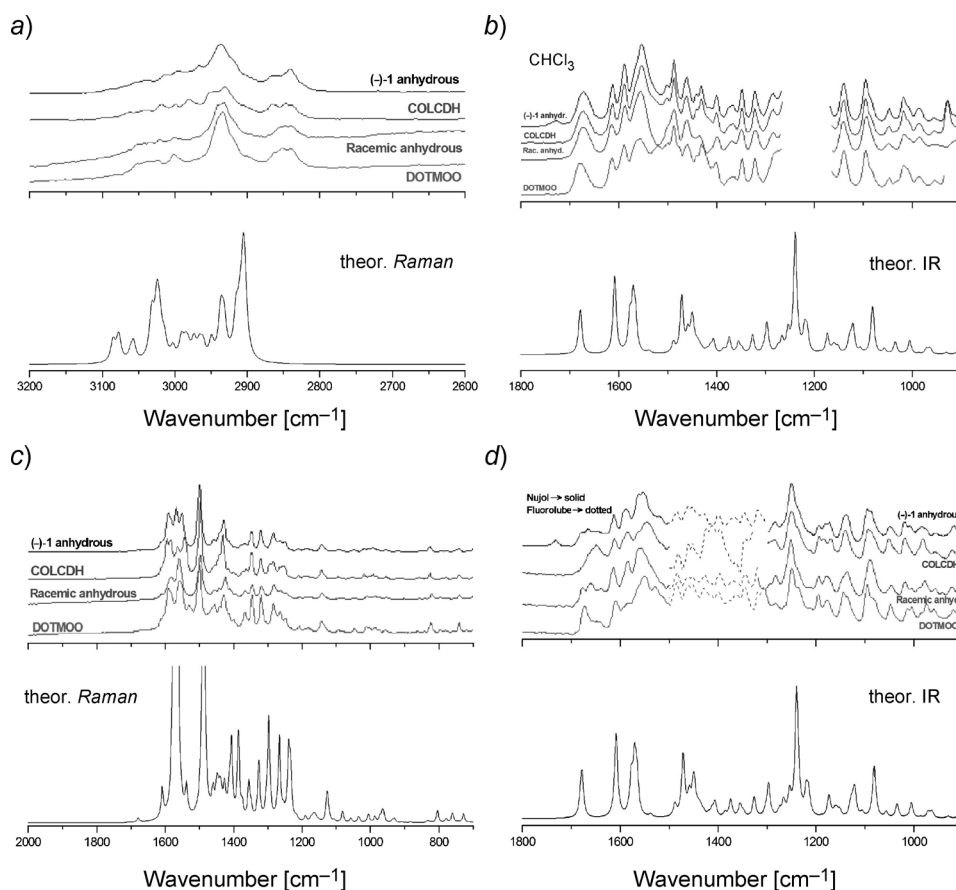 a)
(–)-1 anhydrous
COLCDH
Racemic anhydrous
DOTMOO
theor. Raman
3200 3100 3000 2900 2800 2700 2600
Wavenumber [cm–1]
b)
CHCl3
(–)-1 anhydr.
COLCDH
Rac. anhyd.
DOTMOO
theor. IR
1800 1600 1400 1200 1000
Wavenumber [cm–1]
c)
(–)-1 anhydrous
COLCDH
Racemic anhydrous
DOTMOO
theor. Raman
2000 1800 1600 1400 1200 1000 800
Wavenumber [cm–1]
d)
Nujol→solid
Fluorolube→dotted
(–)-1 anhydrous
COLCDH
Racemic anhyd
DOTMOO
theor. IR
1800 1600 1400 1200 1000
Wavenumber [cm–1]